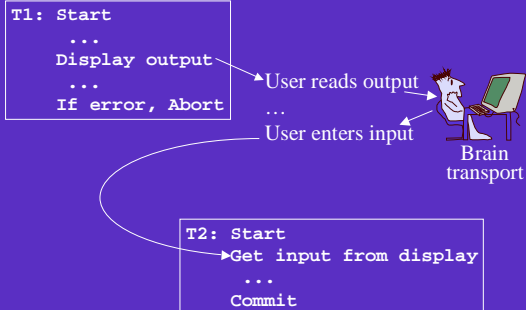 T1: Start
...
Display output
...
If error, Abort
User reads output
…
User enters input
Brain
transport
T2: Start
Get input from display
...
Commit